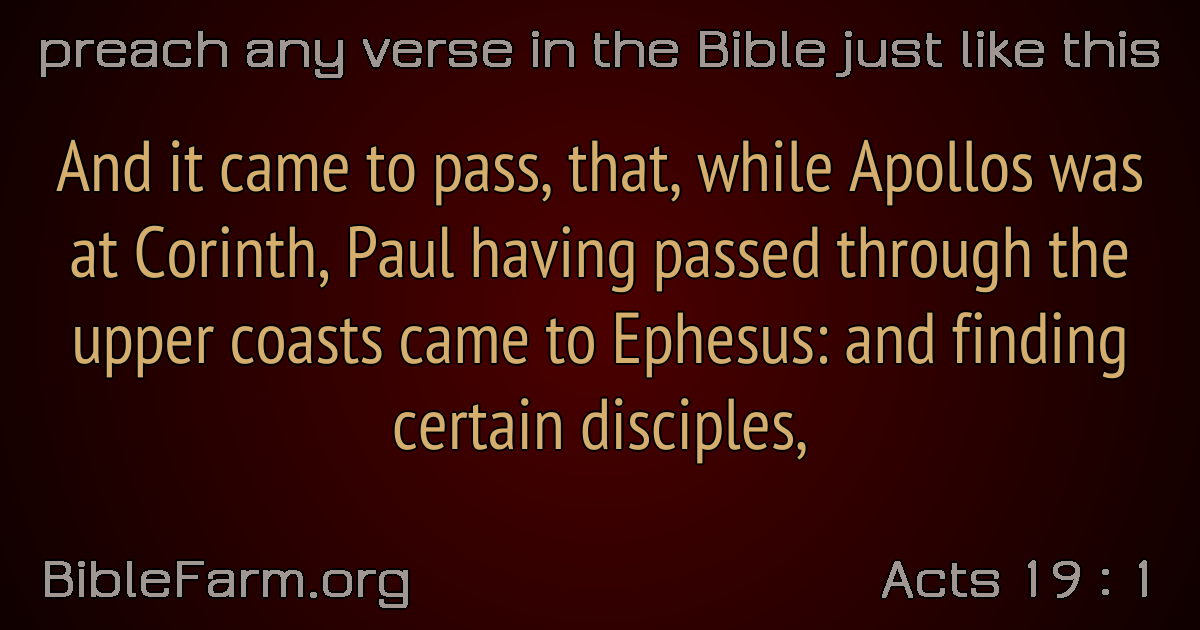 preach any verse in the Bible just like this
And it came to pass, that, while Apollos was
at Corinth, Paul having passed through the
upper coasts came to Ephesus: and finding
certain disciples,
BibleFarm.org
Acts 19 : 1